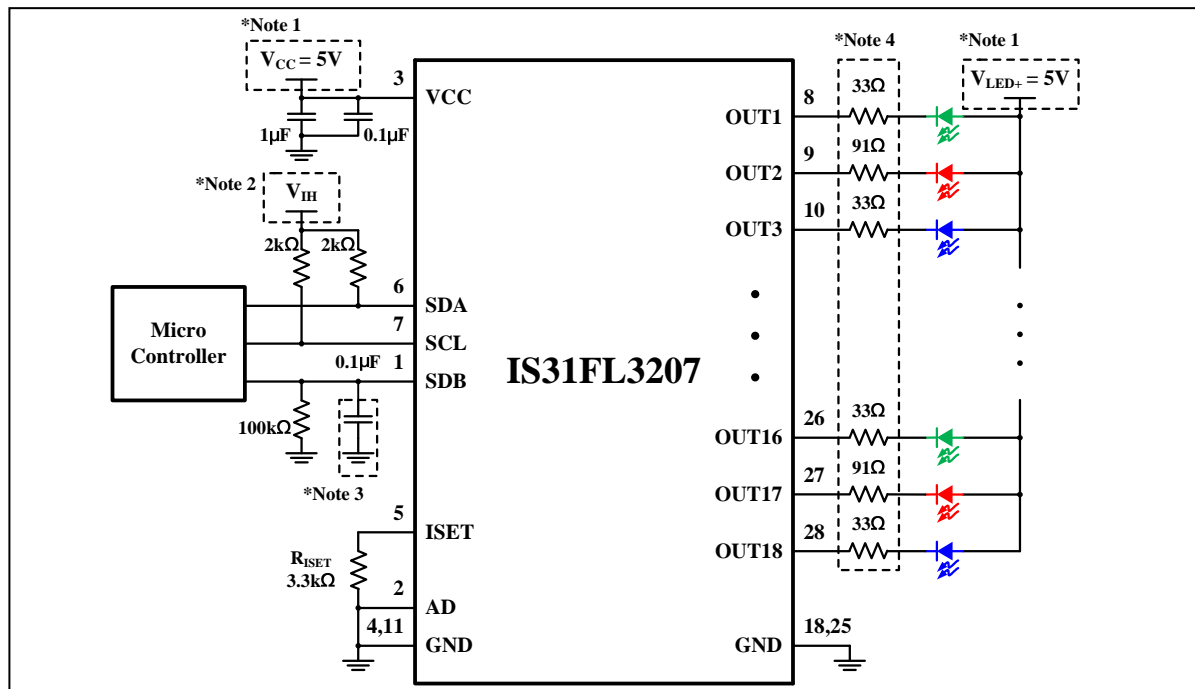 *Note 1
VCC = 5V
3
VCC
1µF
0.1µF
*Note 2
VIH
2kΩ
2kΩ
Micro
Controller
6
SDA
7
SCL
0.1µF
1
SDB
100kΩ
*Note 3
5
ISET
RISET
3.3kΩ
2
AD
4,11
GND
IS31FL3207
*Note 4
*Note 1
VLED+ = 5V
8
OUT1
33Ω
9
OUT2
91Ω
10
OUT3
33Ω
26
OUT16
33Ω
27
OUT17
91Ω
28
OUT18
33Ω
18,25
GND